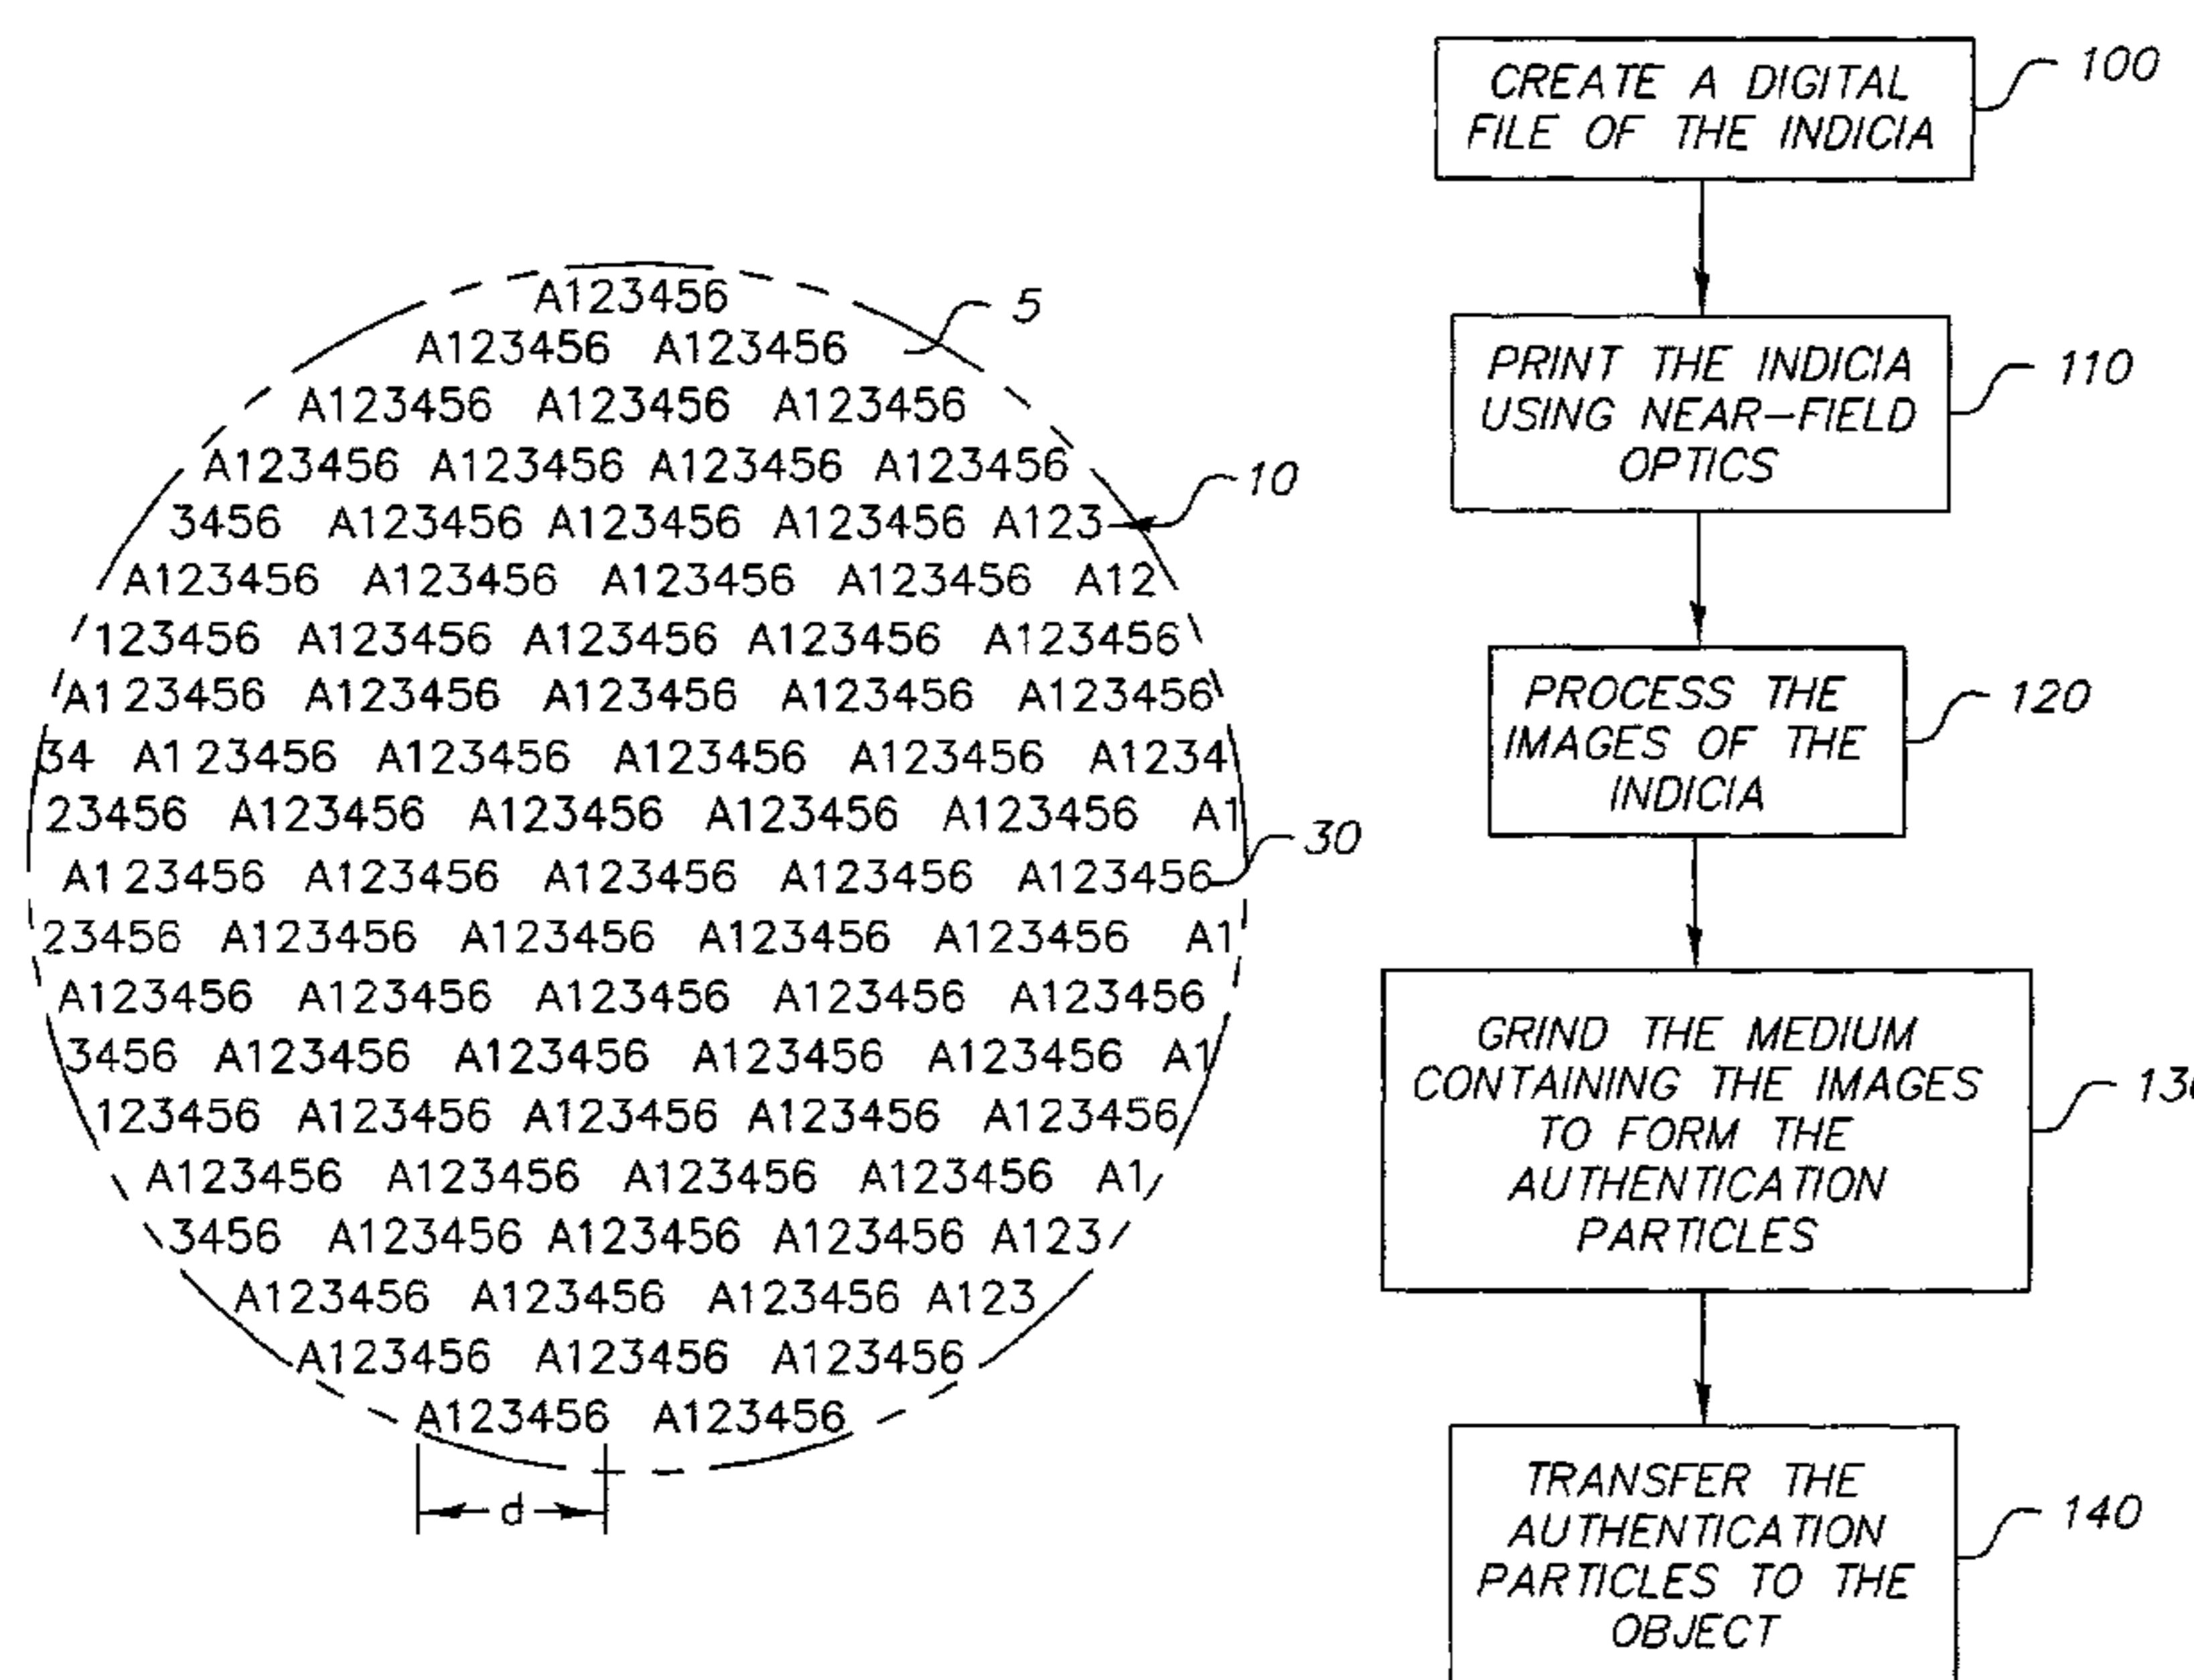 A123456
A123456 A123456 5
A123456 A123456 A123456
A123456 A123456 A123456 A123456
3456 A123456 A123456 A123456 A123 10
A123456 A123456 A123456 A123456 A12
123456 A123456 A123456 A123456 A123456
A123456 A123456 A123456 A123456 A123456
34 A123456 A123456 A123456 A123456 A1234
23456 A123456 A123456 A123456 A123456 A1
A123456 A123456 A123456 A123456 A123456 30
23456 A123456 A123456 A123456 A123456 A1
A123456 A123456 A123456 A123456 A123456
3456 A123456 A123456 A123456 A123456 A1
123456 A123456 A123456 A123456 A123456
A123456 A123456 A123456 A123456 A1
3456 A123456 A123456 A123456 A123
A123456 A123456 A123456 A123
A123456 A123456 A123456
A123456 A123456
d
CREATE A DIGITAL
FILE OF THE INDICIA
100
PRINT THE INDICIA
USING NEAR-FIELD
OPTICS
110
PROCESS THE
IMAGES OF THE
INDICIA
120
GRIND THE MEDIUM
CONTAINING THE IMAGES
TO FORM THE
AUTHENTICATION
PARTICLES
TRANSFER THE
AUTHENTICATION
PARTICLES TO THE
OBJECT
140